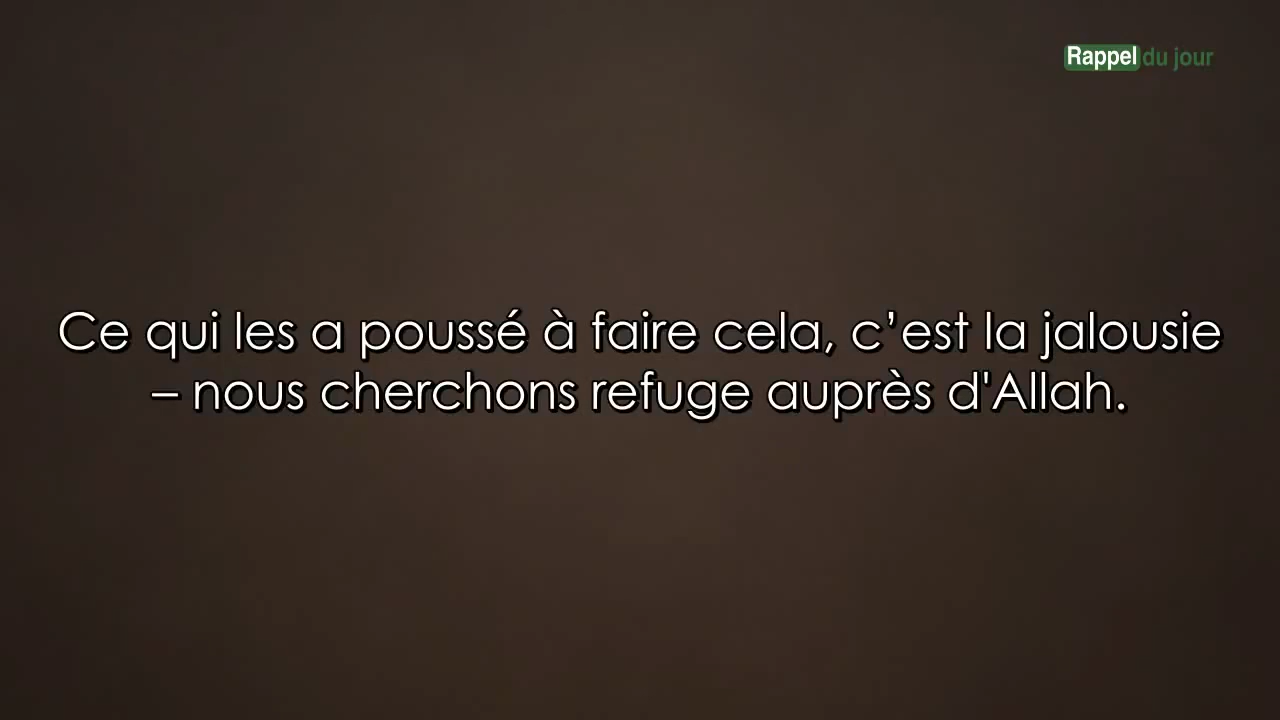 Rappel du jour
Ce qui les a poussé à faire cela, c’est la jalousie
– nous cherchons refuge auprès d'Allah.